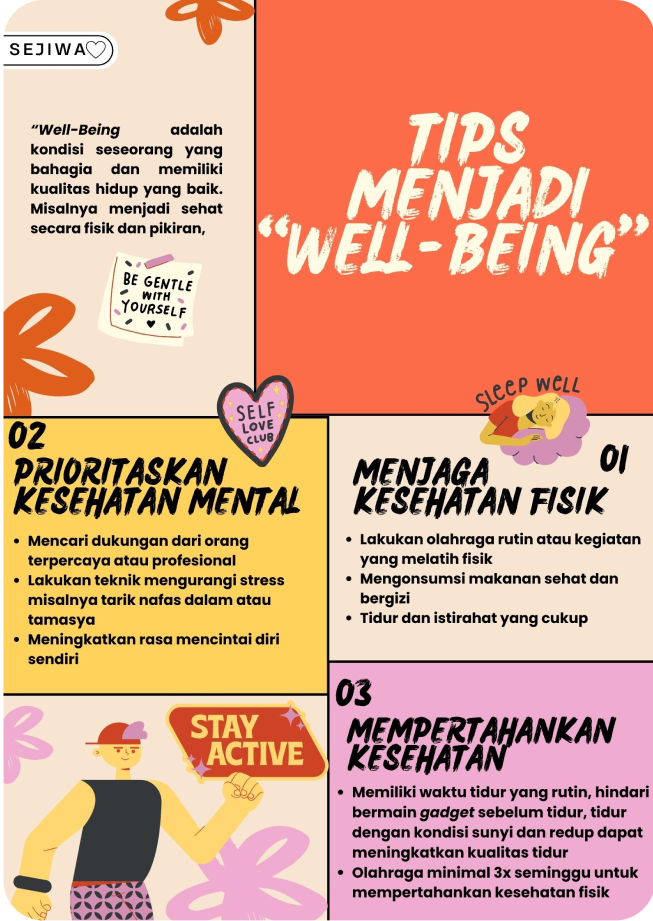 SEJIWA
“Well-Being adalah
kondisi seseorang yang
bahagia dan memiliki
kualitas hidup yang baik.
Misalnya menjadi sehat
secara fisik dan pikiran,
BE GENTLE
WITH
YOURSELF
TIPS
MENJADI
“WELL-BEING”
SELF
LOVE
CLUB
SLEEP WELL
01
MENJAGA
KESEHATAN FISIK
• Lakukan olahraga rutin atau kegiatan
yang melatih fisik
• Mengonsumsi makanan sehat dan
bergizi
• Tidur dan istirahat yang cukup
02
PRIORITASKAN
KESEHATAN MENTAL
• Mencari dukungan dari orang
terpercaya atau profesional
• Lakukan teknik mengurangi stress
misalnya tarik nafas dalam atau
tamasya
• Meningkatkan rasa mencintai diri
sendiri
STAY
ACTIVE
03
MEMPERTAHANKAN
KESEHATAN
• Memiliki waktu tidur yang rutin, hindari
bermain gadget sebelum tidur, tidur
dengan kondisi sunyi dan redup dapat
meningkatkan kualitas tidur
• Olahraga minimal 3x seminggu untuk
mempertahankan kesehatan fisik